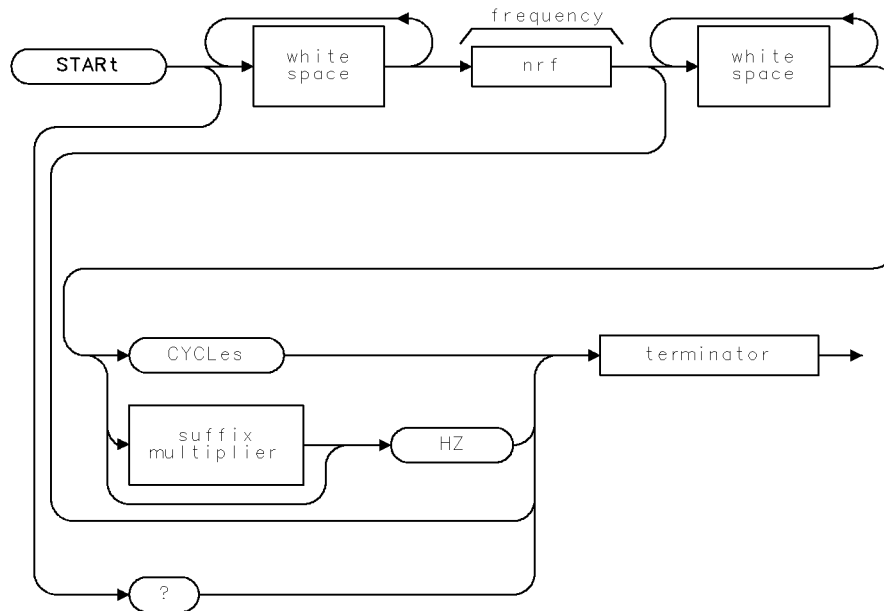 frequency
STARt
white
space
nrf
white
space
CYCLes
terminator
suffix
multiplier
HZ
?